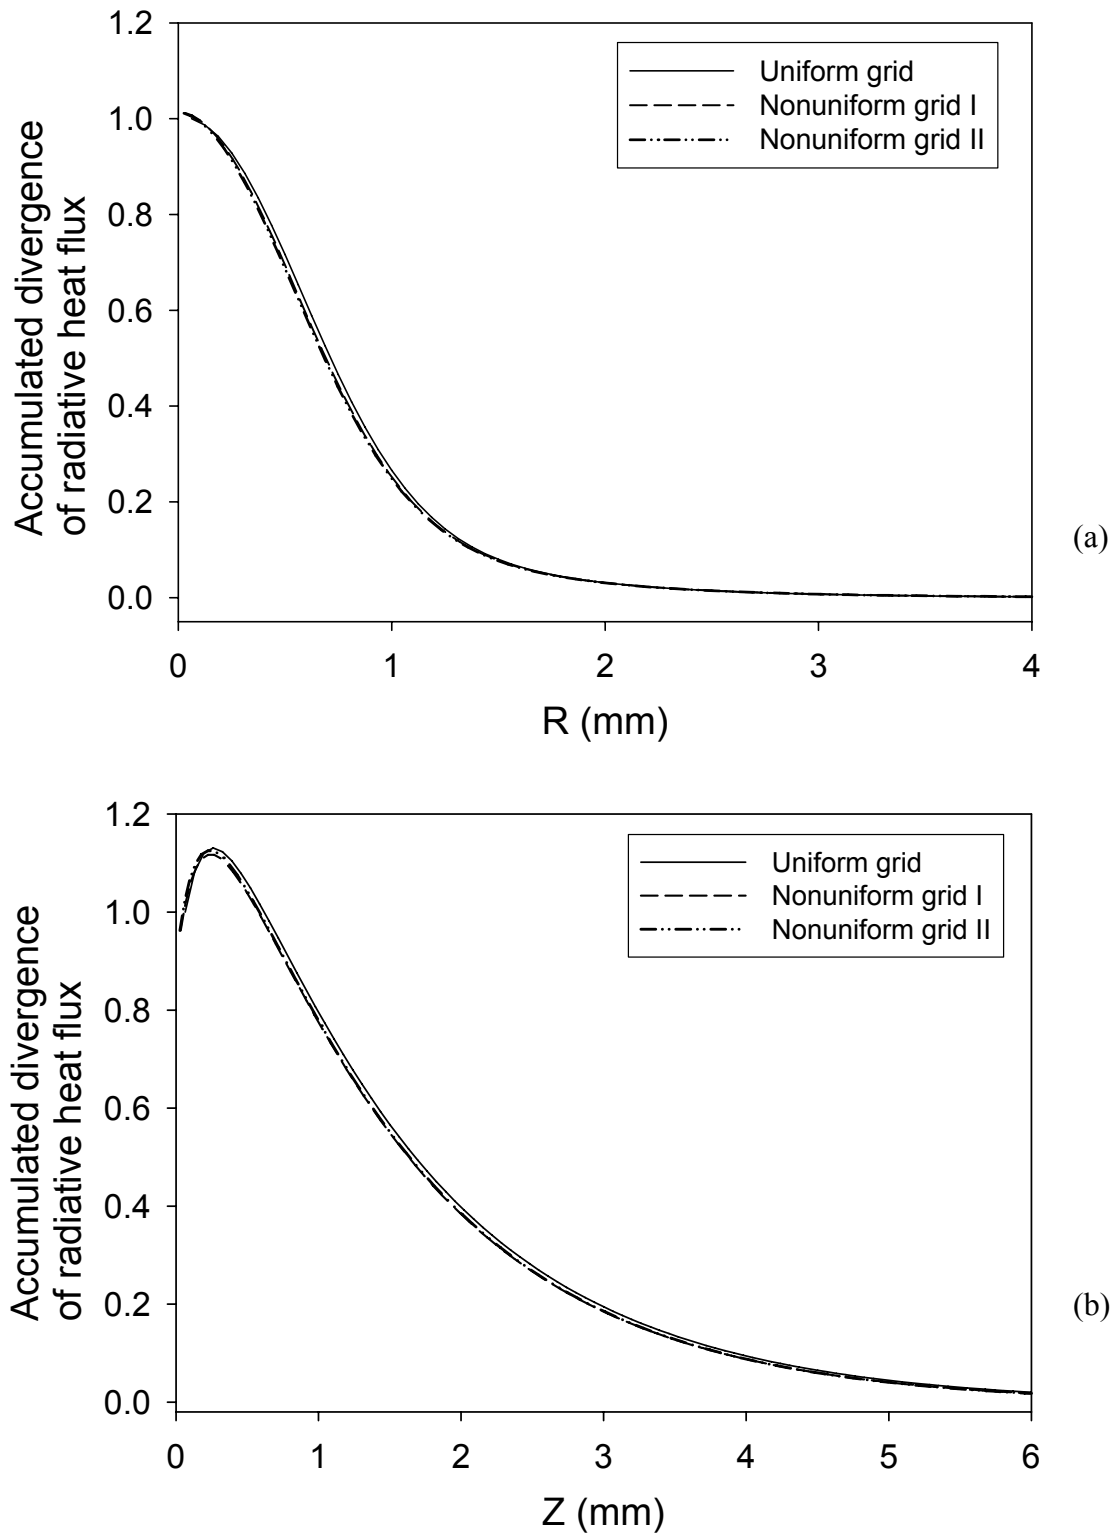 1.2
1.0
0.8
0.6
0.4
0.2
0.0
Accumulated divergence
of radiative heat flux
Uniform grid
Nonuniform grid I
Nonuniform grid II
(a)
0 1 2 3 4
R (mm)
1.2
1.0
0.8
0.6
0.4
0.2
0.0
Accumulated divergence
of radiative heat flux
Uniform grid
Nonuniform grid I
Nonuniform grid II
(b)
0 1 2 3 4 5 6
Z (mm)